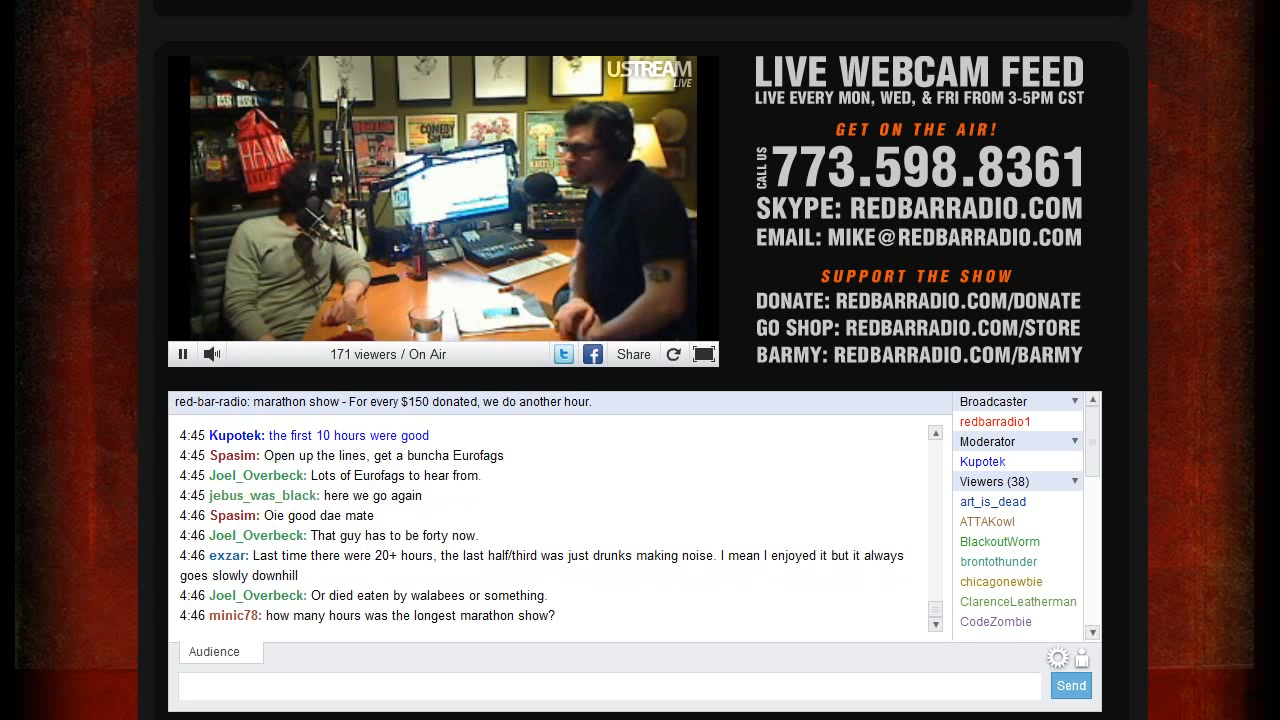 USTREAM
LIVE
HAVIN
COMEDY
171 viewers / On Air
Share
LIVE WEBCAM FEED
LIVE EVERY MON, WED, & FRI FROM 3-5PM CST
GET ON THE AIR!
CALL US
773.598.8361
SKYPE: REDBARRADIO.COM
EMAIL: MIKE@REDBARRADIO.COM
SUPPORT THE SHOW
DONATE: REDBARRADIO.COM/DONATE
GO SHOP: REDBARRADIO.COM/STORE
BARMY: REDBARRADIO.COM/BARMY
red-bar-radio: marathon show - For every $150 donated, we do another hour.
4:45 Kupotek: the first 10 hours were good
4:45 Spasim: Open up the lines, get a buncha Eurofags
4:45 Joel_Overbeck: Lots of Eurofags to hear from.
4:45 jebus_was_black: here we go again
4:46 Spasim: Oie good dae mate
4:46 Joel_Overbeck: That guy has to be forty now.
4:46 exzar: Last time there were 20+ hours, the last half/third was just drunks making noise. I mean I enjoyed it but it always
goes slowly downhill
4:46 Joel_Overbeck: Or died eaten by walabees or something.
4:46 minic78: how many hours was the longest marathon show?
Broadcaster
redbarradio1
Moderator
Kupotek
Viewers (38)
art_is_dead
ATTAKowl
BlackoutWorm
brontothunder
chicagonewbie
ClarenceLeatherman
CodeZombie
Audience
Send